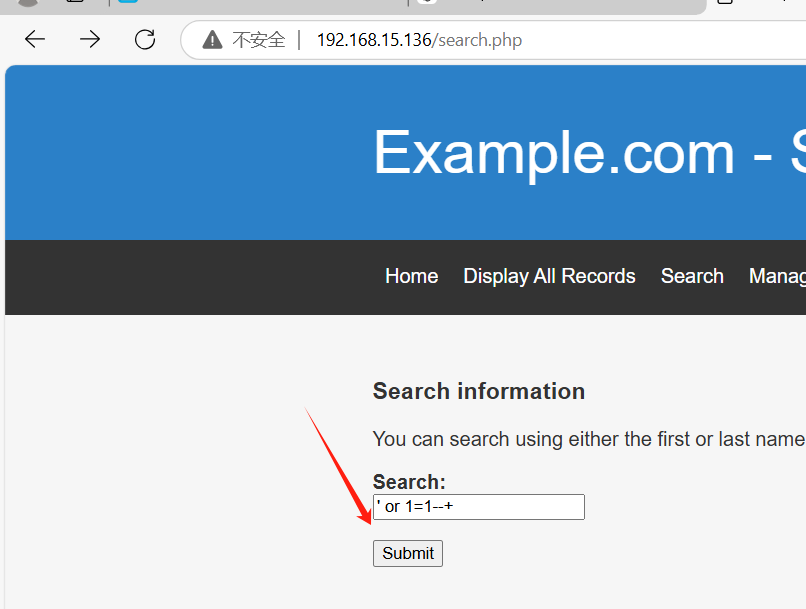 不安全 | 192.168.15.136/search.php
Example.com - S
Home Display All Records Search Manag
Search information
You can search using either the first or last name
Search:
' or 1=1--+
Submit